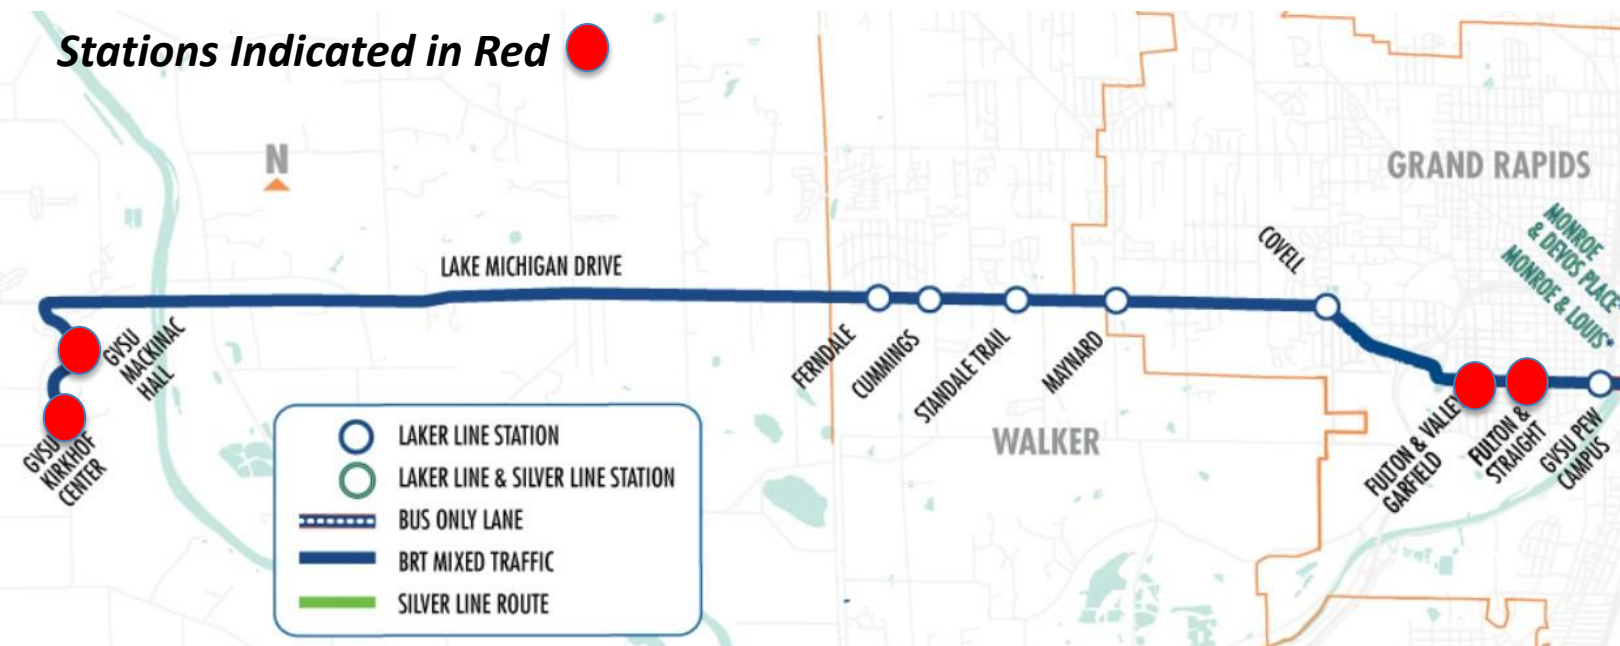 Stations Indicated in Red
N
GRAND RAPIDS
MONROE
& DEVOS PLACE
MONROE & LOUIS*
COVELL
LAKE MICHIGAN DRIVE
GVSU
MACKINAC
HALL
FERNDALE
CUMMINGS
STANDALE TRAIL
MAYNARD
GVSU
KIRKHOF
CENTER
WALKER
FULTON & VALLEY
GARFIELD
FULTON &
STRAIGHT
GVSU PEW
CAMPUS
LAKER LINE STATION
LAKER LINE & SILVER LINE STATION
BUS ONLY LANE
BRT MIXED TRAFFIC
SILVER LINE ROUTE